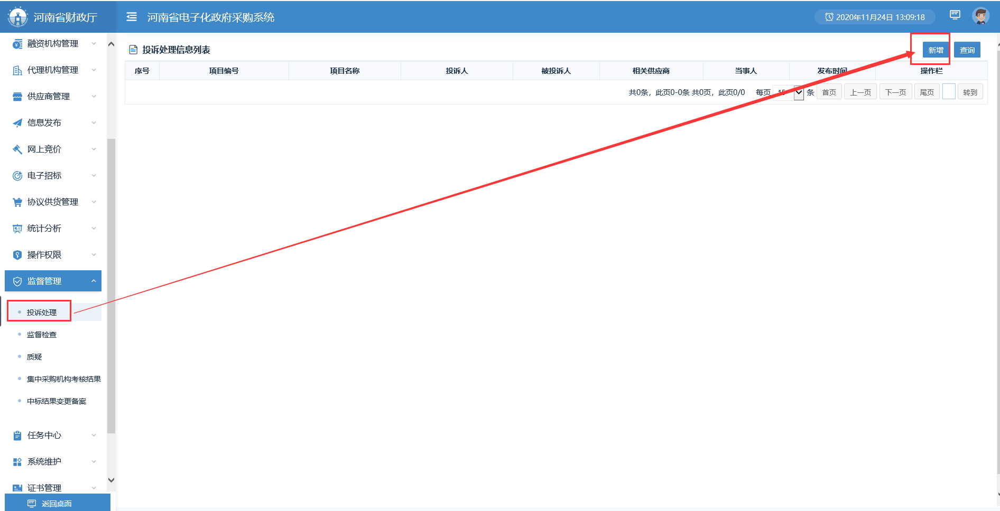 河南省财政厅
河南省电子化政府采购系统
2020年11月24日 13:09:18
融资机构管理
代理机构管理
供应商管理
信息发布
网上竞价
电子招标
协议供货管理
统计分析
操作权限
监督管理
投诉处理
监督检查
质疑
集中采购机构考核结果
中标结果变更备案
任务中心
系统维护
证书管理
返回桌面
投诉处理信息列表
新增 查询
序号 项目编号 项目名称 投诉人 被投诉人 相关供应商 当事人 发布时间 操作栏
共0条，此页0-0条 共0页，此页0/0 每页 15 条 首页 上一页 下一页 尾页 转到